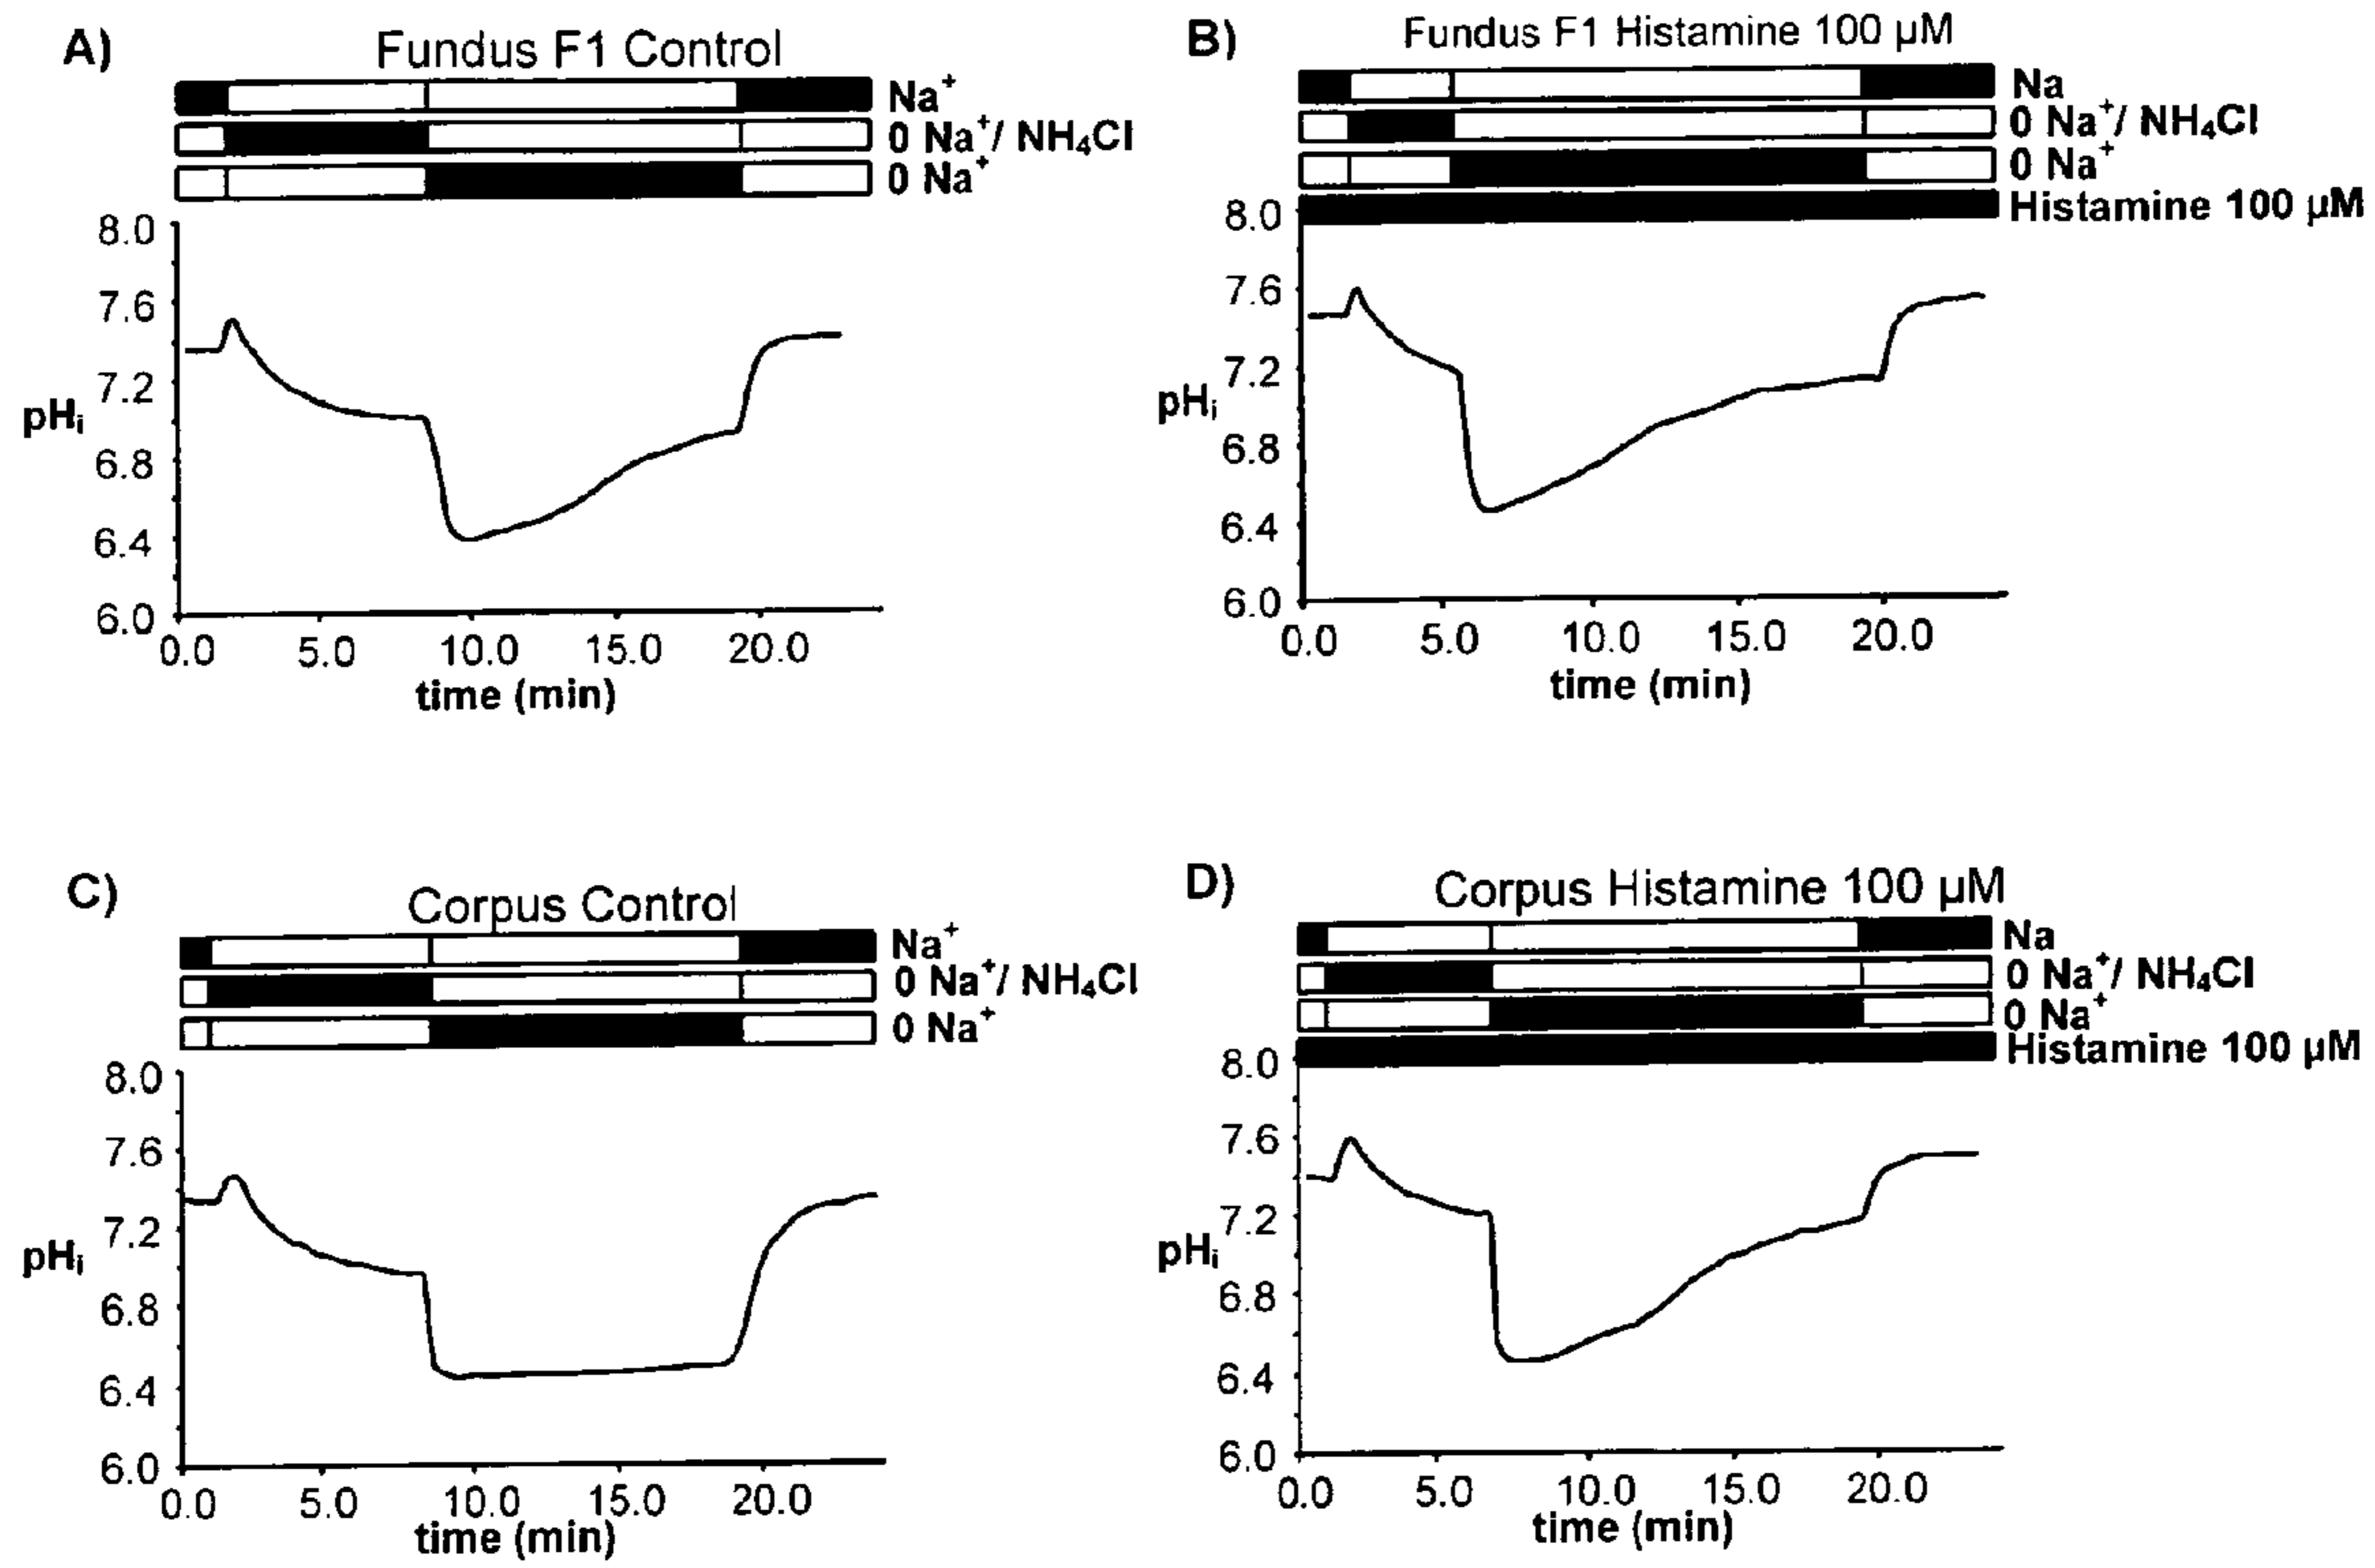 A)
Fundus F1 Control
Na⁺
0 Na⁺/ NH₄Cl
0 Na⁺
8.0
7.6
7.2
pHᵢ
6.8
6.4
6.0
0.0 5.0 10.0 15.0 20.0
time (min)
B)
Fundus F1 Histamine 100 µM
Na
0 Na⁺/ NH₄Cl
0 Na⁺
Histamine 100 µM
8.0
7.6
7.2
pHᵢ
6.8
6.4
6.0
0.0 5.0 10.0 15.0 20.0
time (min)
C)
Corpus Control
Na⁺
0 Na⁺/ NH₄Cl
0 Na⁺
8.0
7.6
7.2
pHᵢ
6.8
6.4
6.0
0.0 5.0 10.0 15.0 20.0
time (min)
D)
Corpus Histamine 100 µM
Na
0 Na⁺/ NH₄Cl
0 Na⁺
Histamine 100 µM
8.0
7.6
7.2
pHᵢ
6.8
6.4
6.0
0.0 5.0 10.0 15.0 20.0
time (min)